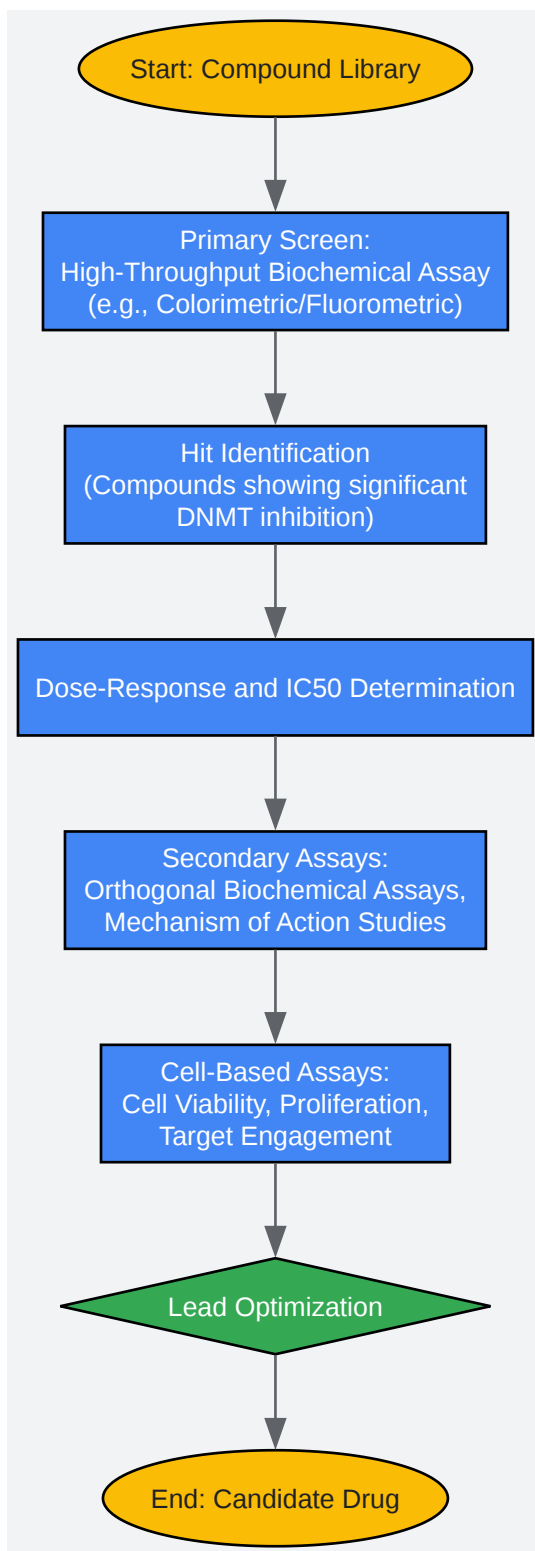 Start: Compound Library
Primary Screen:
High-Throughput Biochemical Assay
(e.g., Colorimetric/Fluorometric)
Hit Identification
(Compounds showing significant
DNMT inhibition)
Dose-Response and IC50 Determination
Secondary Assays:
Orthogonal Biochemical Assays,
Mechanism of Action Studies
Cell-Based Assays:
Cell Viability, Proliferation,
Target Engagement
Lead Optimization
End: Candidate Drug